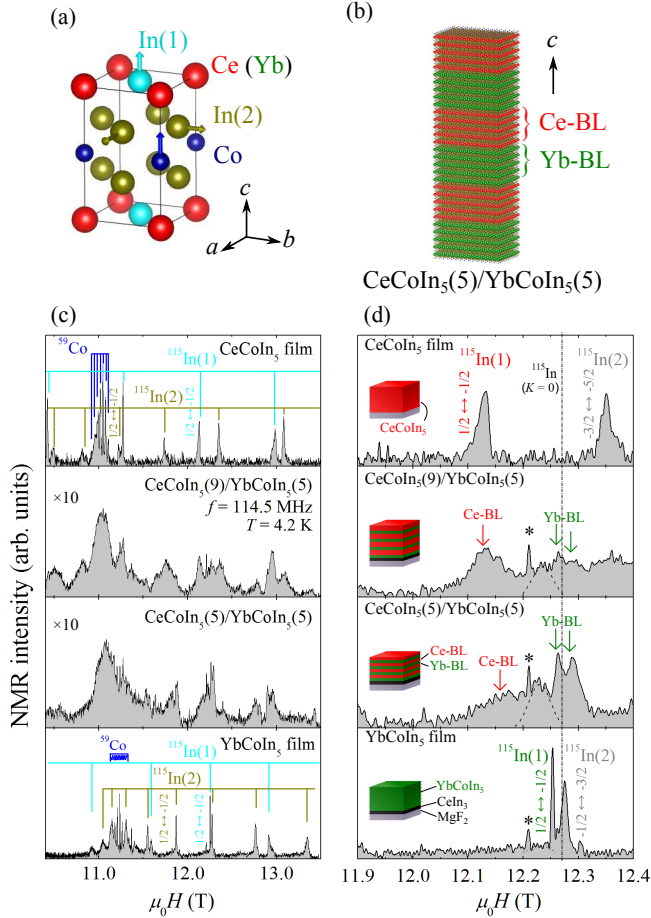 (a)
In(1)
Ce (Yb)
In(2)
Co
c
a
b
(b)
c
Ce-BL
Yb-BL
CeCoIn₅(5)/YbCoIn₅(5)
NMR intensity (arb. units)
(c)
⁵⁹Co
CeCoIn₅ film
¹¹⁵In(1)
¹¹⁵In(2)
1/2 ↔ -1/2
1/2 ↔ -1/2
CeCoIn₅(9)/YbCoIn₅(5)
×10
f = 114.5 MHz
T = 4.2 K
CeCoIn₅(5)/YbCoIn₅(5)
×10
YbCoIn₅ film
⁵⁹Co
¹¹⁵In(1)
¹¹⁵In(2)
1/2 ↔ -1/2
1/2 ↔ -1/2
11.0 12.0 13.0
μ₀H (T)
(d)
CeCoIn₅ film
¹¹⁵In(1)
1/2 ↔ -1/2
¹¹⁵In
(K = 0)
¹¹⁵In(2)
-3/2 ↔ -5/2
CeCoIn₅
CeCoIn₅(9)/YbCoIn₅(5)
Ce-BL
*
Yb-BL
CeCoIn₅(5)/YbCoIn₅(5)
Yb-BL
Ce-BL
Yb-BL
Ce-BL
*
YbCoIn₅ film
¹¹⁵In(1)
1/2 ↔ -1/2
¹¹⁵In(2)
-1/2 ↔ -3/2
YbCoIn₅
CeIn₃
MgF₂
*
11.9 12.0 12.1 12.2 12.3 12.4
μ₀H (T)